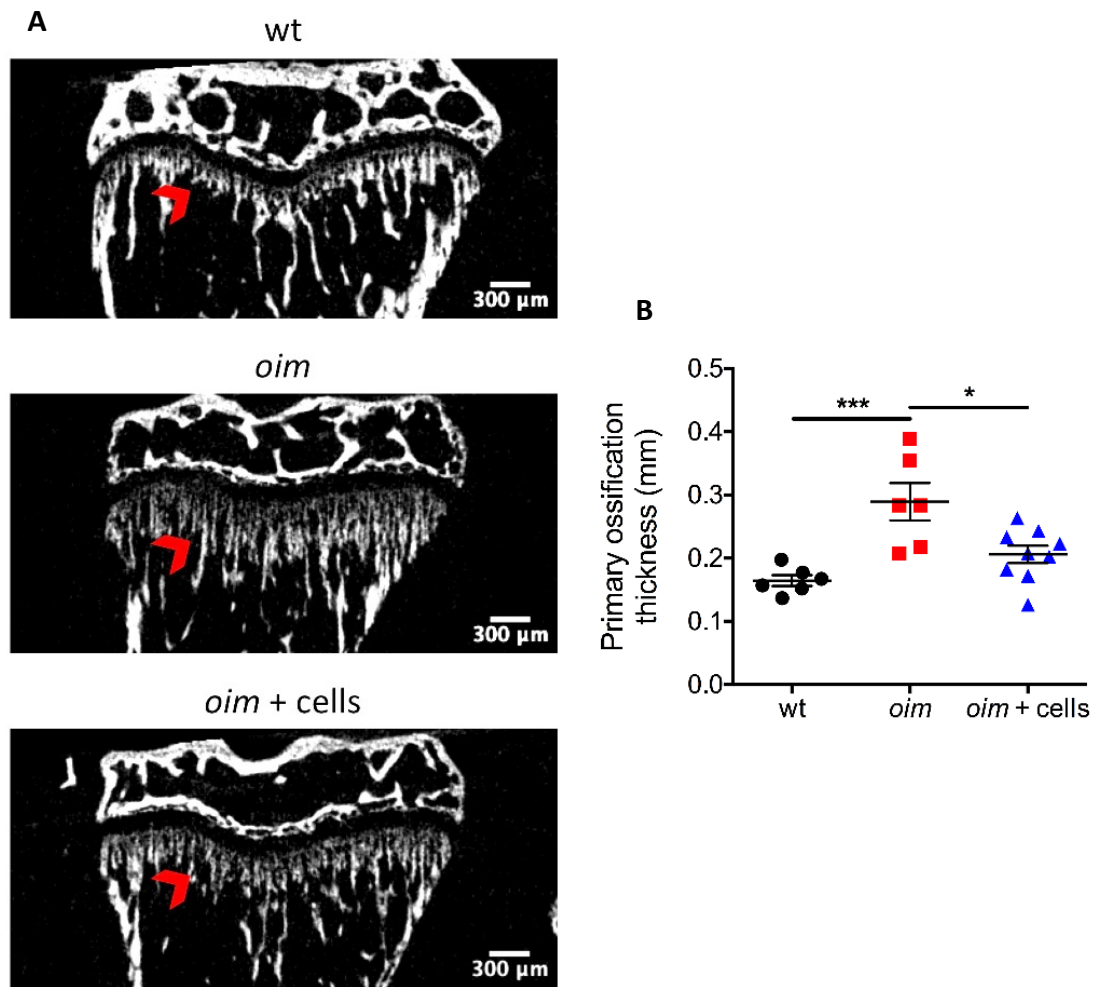 A
wt
300 µm
oim
300 µm
oim + cells
300 µm
B
Primary ossification
thickness (mm)
0.5
0.4
0.3
0.2
0.1
0.0
***
*
wt
oim
oim + cells